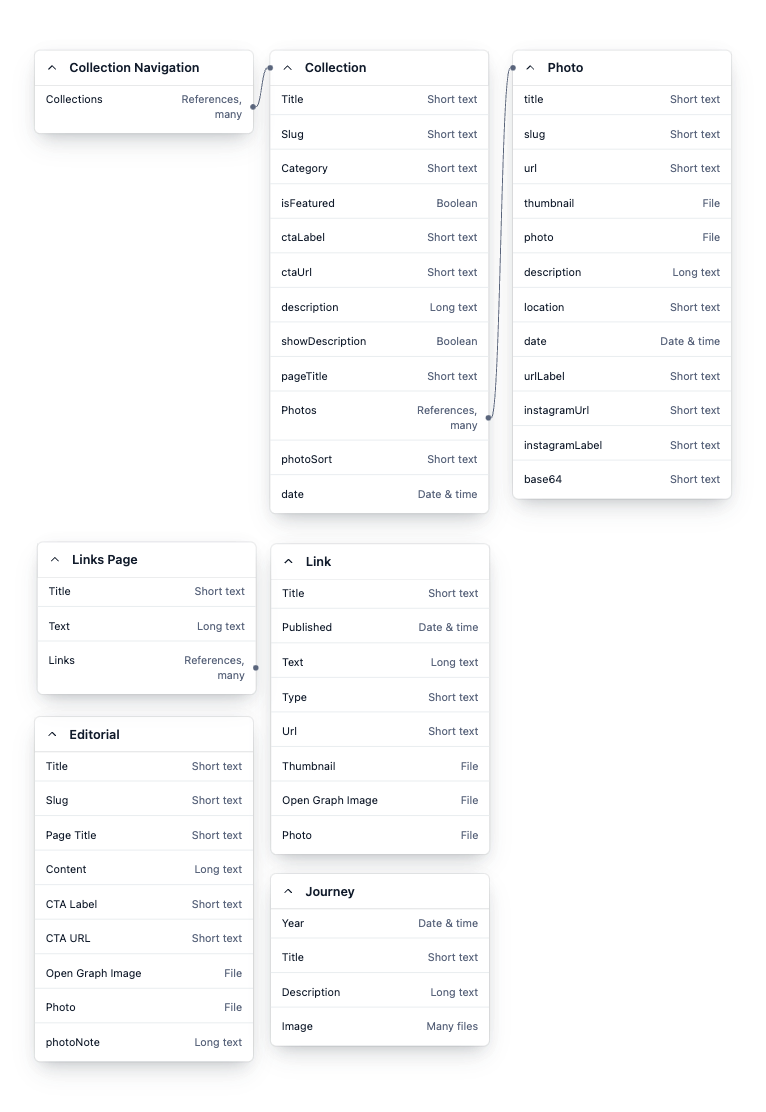 Collection Navigation
Collections References,
many
Collection
Title Short text
Slug Short text
Category Short text
isFeatured Boolean
ctaLabel Short text
ctaUrl Short text
description Long text
showDescription Boolean
pageTitle Short text
Photos References,
many
photoSort Short text
date Date & time
Photo
title Short text
slug Short text
url Short text
thumbnail File
photo File
description Long text
location Short text
date Date & time
urlLabel Short text
instagramUrl Short text
instagramLabel Short text
base64 Short text
Links Page
Title Short text
Text Long text
Links References,
many
Link
Title Short text
Published Date & time
Text Long text
Type Short text
Url Short text
Thumbnail File
Open Graph Image File
Photo File
Editorial
Title Short text
Slug Short text
Page Title Short text
Content Long text
CTA Label Short text
CTA URL Short text
Open Graph Image File
Photo File
photoNote Long text
Journey
Year Date & time
Title Short text
Description Long text
Image Many files